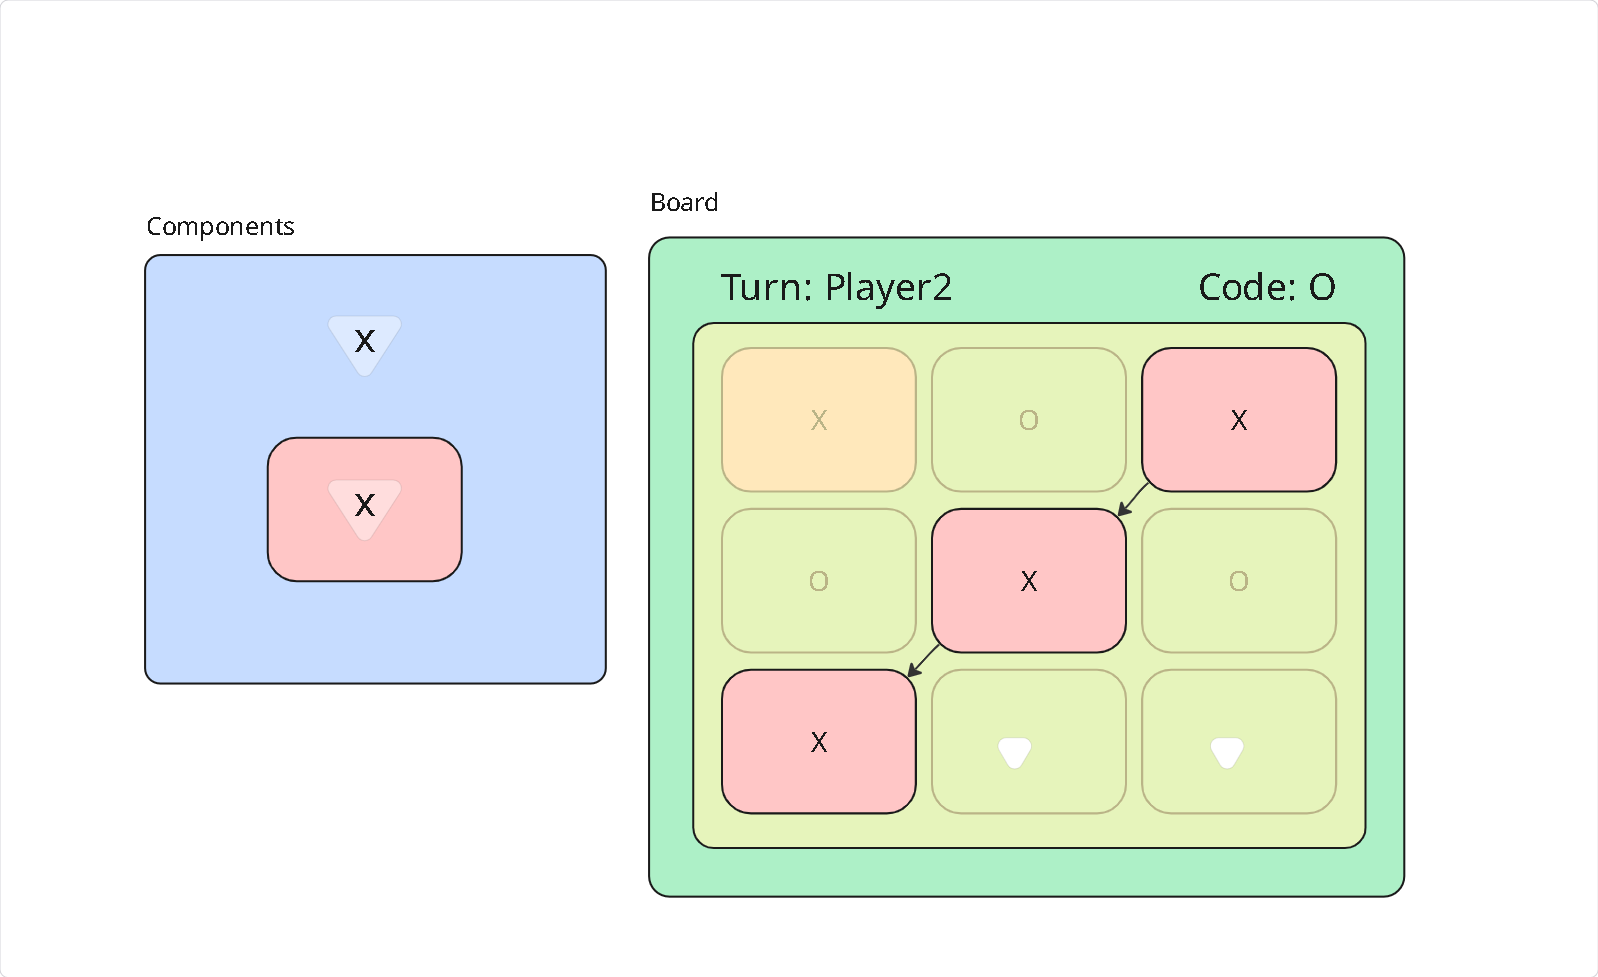 Components
X
X
Board
Turn: Player2 Code: O
X O X
O X O
X